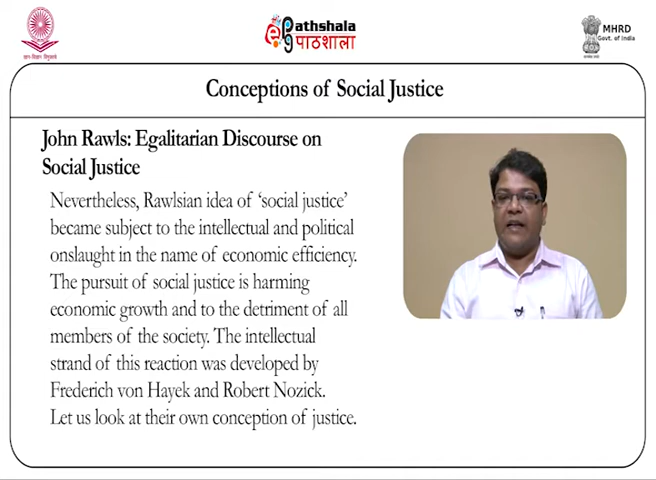 Pathshala
पाठशाला
MHRD
Govt. of India
Conceptions of Social Justice
John Rawls: Egalitarian Discourse on
Social Justice
Nevertheless, Rawlsian idea of ‘social justice’
became subject to the intellectual and political
onslaught in the name of economic efficiency.
The pursuit of social justice is harming
economic growth and to the detriment of all
members of the society. The intellectual
strand of this reaction was developed by
Frederich von Hayek and Robert Nozick.
Let us look at their own conception of justice.